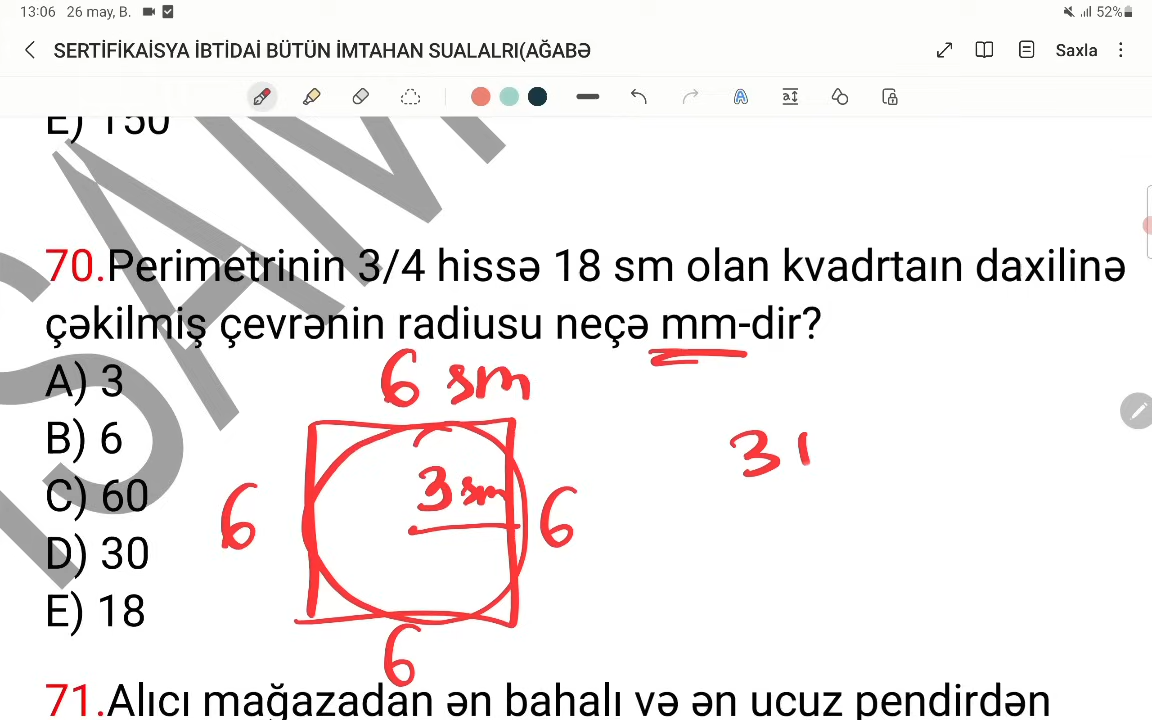 13:06 26 may, B. 52%
SERTİFİKAİSYA İBTİDAİ BÜTÜN İMTAHAN SUALALRI(AĞABƏ
Saxla
E) 150
70.Perimetrinin 3/4 hissə 18 sm olan kvadrtaın daxilinə
çəkilmiş çevrənin radiusu neçə mm-dir?
A) 3
B) 6
C) 60
D) 30
E) 18
6 sm
6
3 sm
6
6
3
71.Alıcı mağazadan ən bahalı və ən ucuz pendirdən